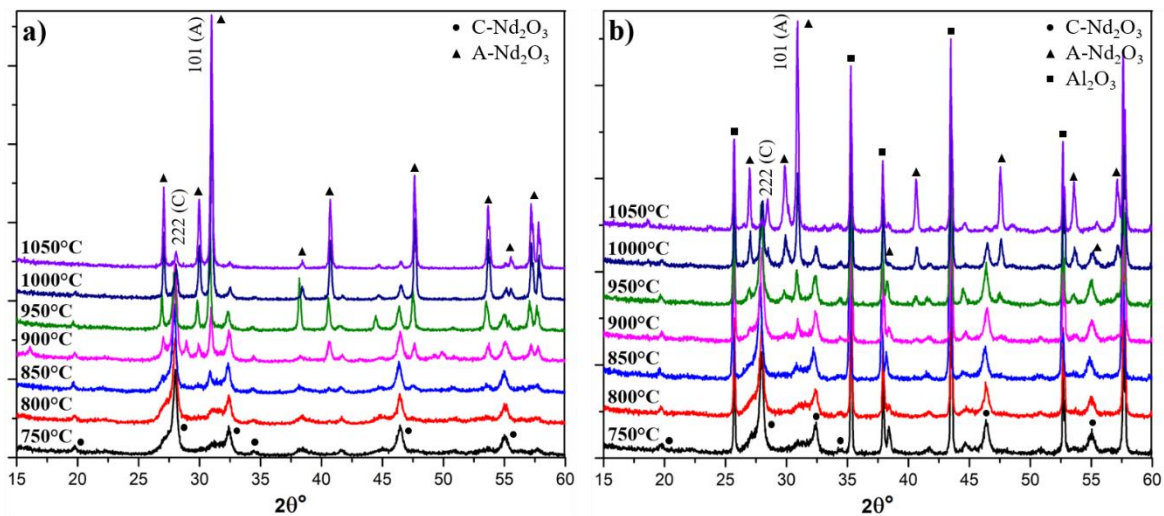 a)
101 (A)
222 (C)
● C-Nd₂O₃
▲ A-Nd₂O₃
1050°C
1000°C
950°C
900°C
850°C
800°C
750°C
15 20 25 30 35 40 45 50 55 60
2θ°
b)
101 (A)
222 (C)
● C-Nd₂O₃
▲ A-Nd₂O₃
■ Al₂O₃
1050°C
1000°C
950°C
900°C
850°C
800°C
750°C
15 20 25 30 35 40 45 50 55 60
2θ°